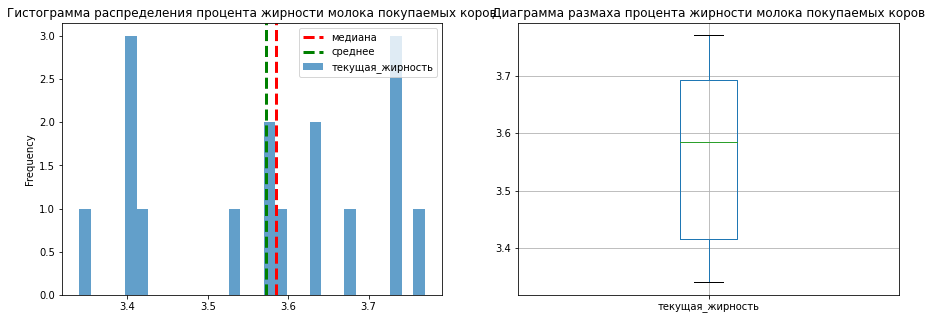 Гистограмма распределения процента жирности молока покупаемых коров
3.0
2.5
2.0
1.5
1.0
0.5
0.0
Frequency
3.4 3.5 3.6 3.7
медиана
среднее
текущая_жирность
Диаграмма размаха процента жирности молока покупаемых коров
3.7
3.6
3.5
3.4
текущая_жирность